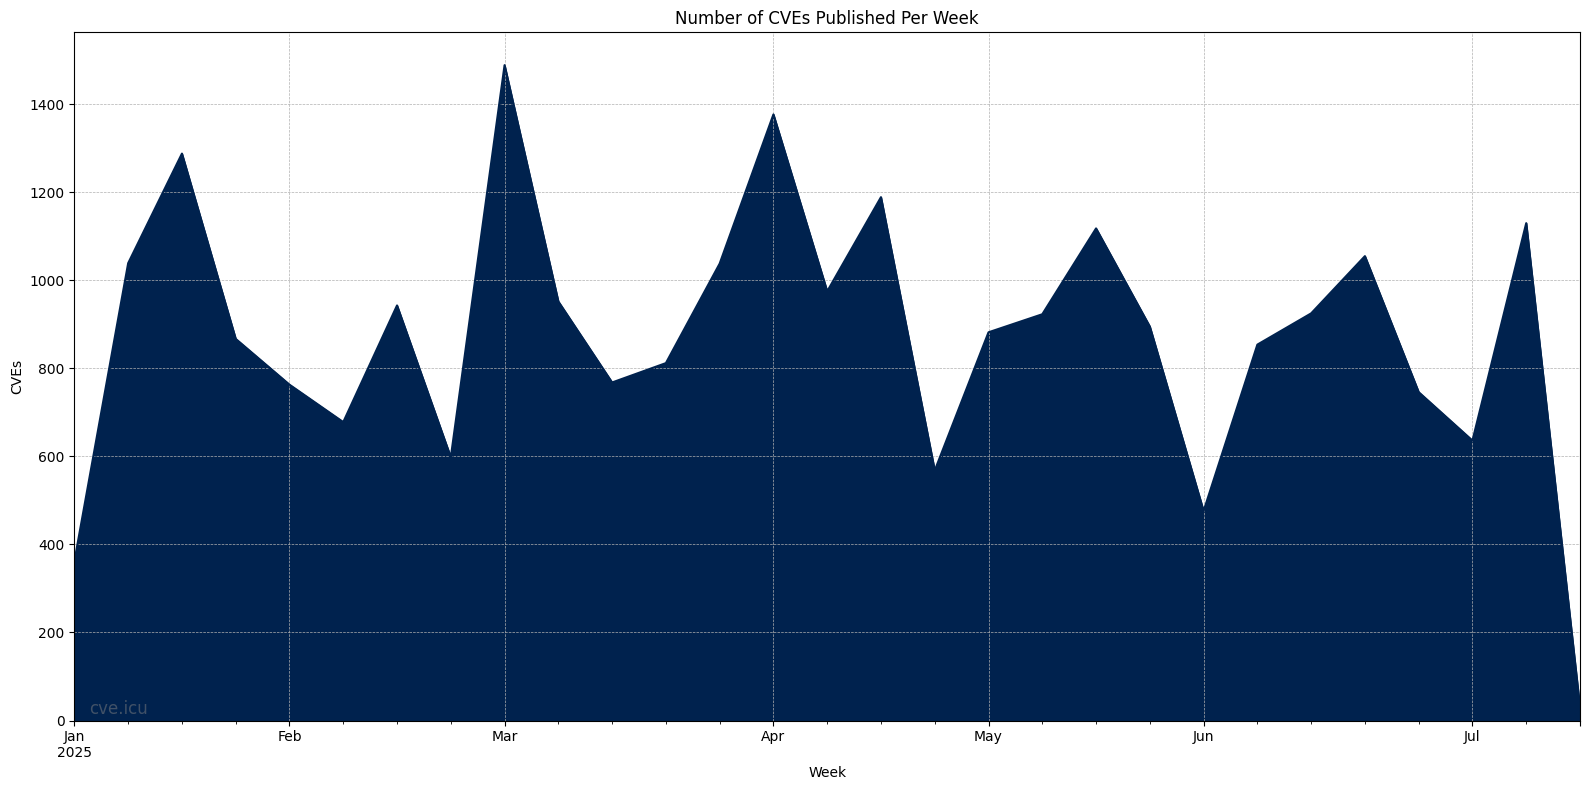 Number of CVEs Published Per Week
CVEs
1400
1200
1000
800
600
400
200
0
cve.icu
Jan
2025
Feb
Mar
Apr
May
Jun
Jul
Week